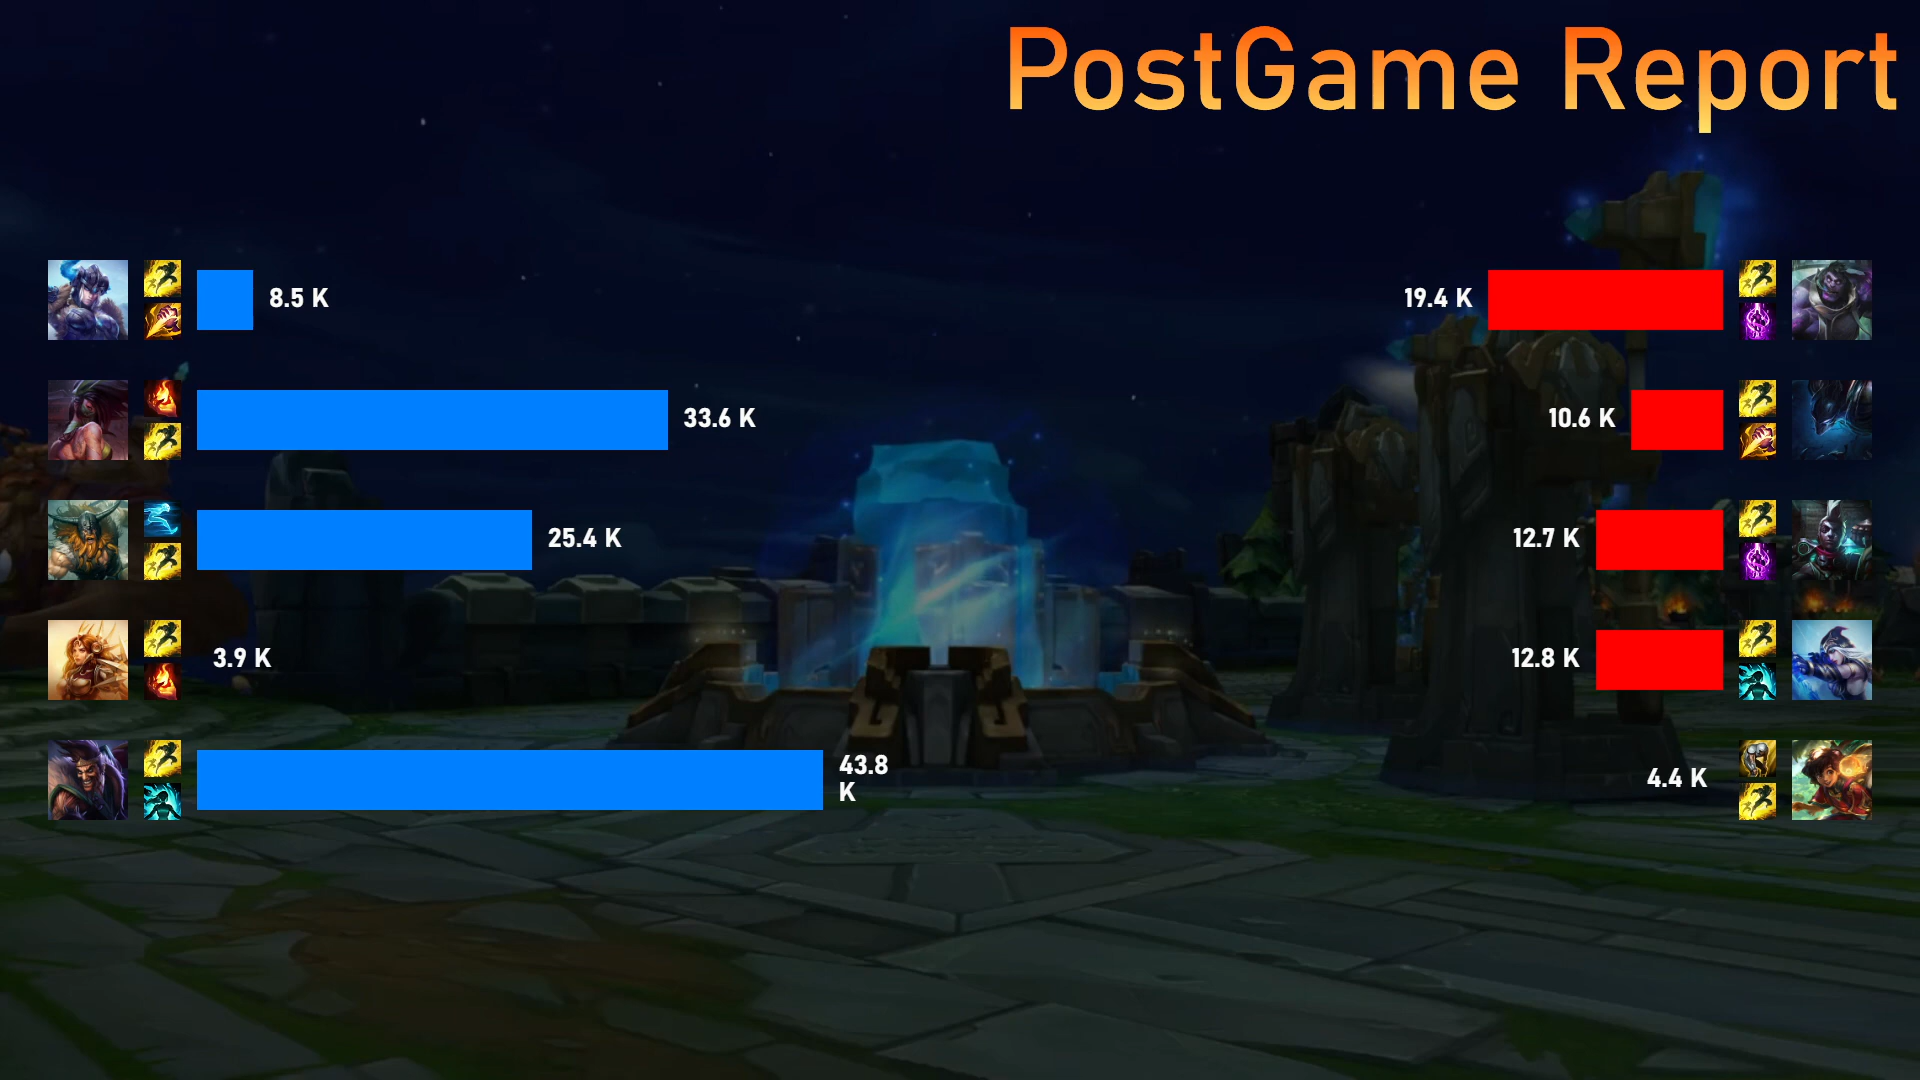 PostGame Report
8.5 K
19.4 K
33.6 K
10.6 K
25.4 K
12.7 K
3.9 K
12.8 K
43.8
K
4.4 K